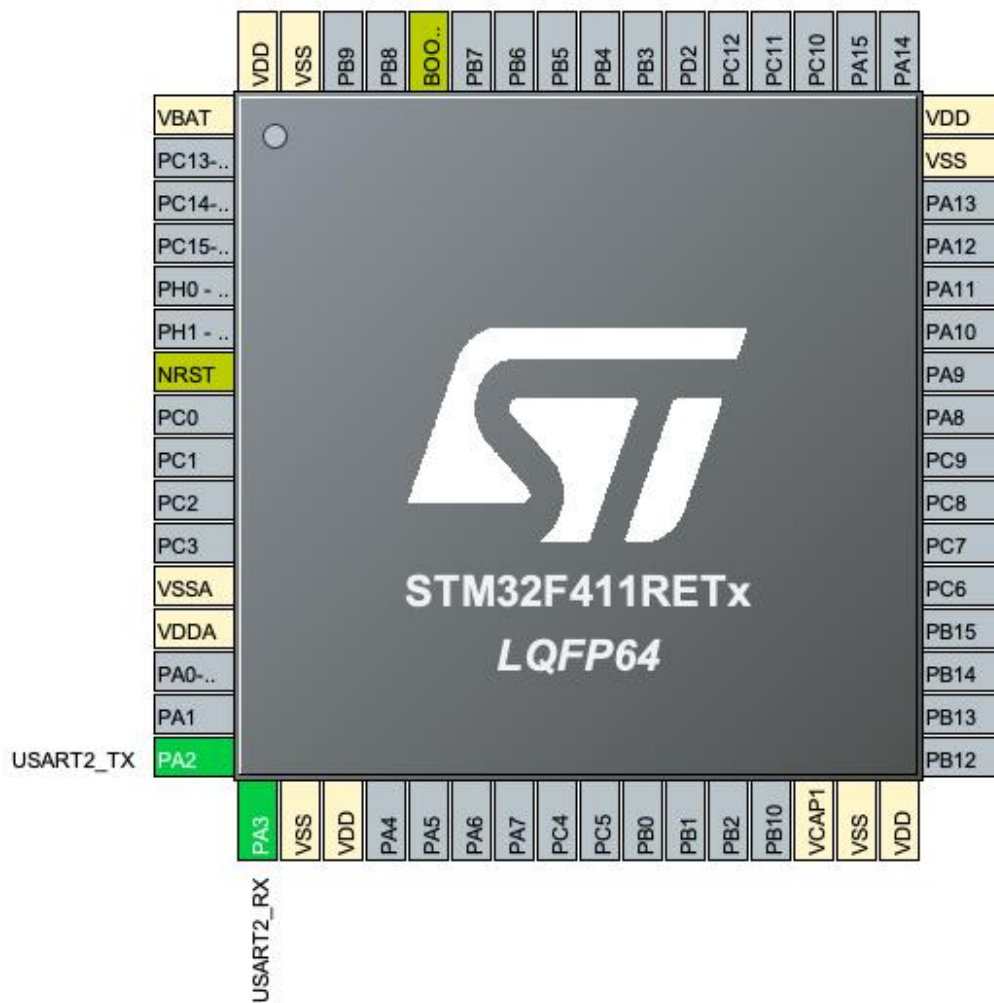 VDD
VSS
PB9
PB8
BOO..
PB7
PB6
PB5
PB4
PB3
PD2
PC12
PC11
PC10
PA15
PA14
VBAT
PC13-..
PC14-..
PC15-..
PH0 - ..
PH1 - ..
NRST
PC0
PC1
PC2
PC3
VSSA
VDDA
PA0-..
PA1
USART2_TX PA2
VDD
VSS
PA13
PA12
PA11
PA10
PA9
PA8
PC9
PC8
PC7
PC6
PB15
PB14
PB13
PB12
ST
STM32F411RETx
LQFP64
PA3
VSS
VDD
PA4
PA5
PA6
PA7
PC4
PC5
PB0
PB1
PB2
PB10
VCAP1
VSS
VDD
USART2_RX